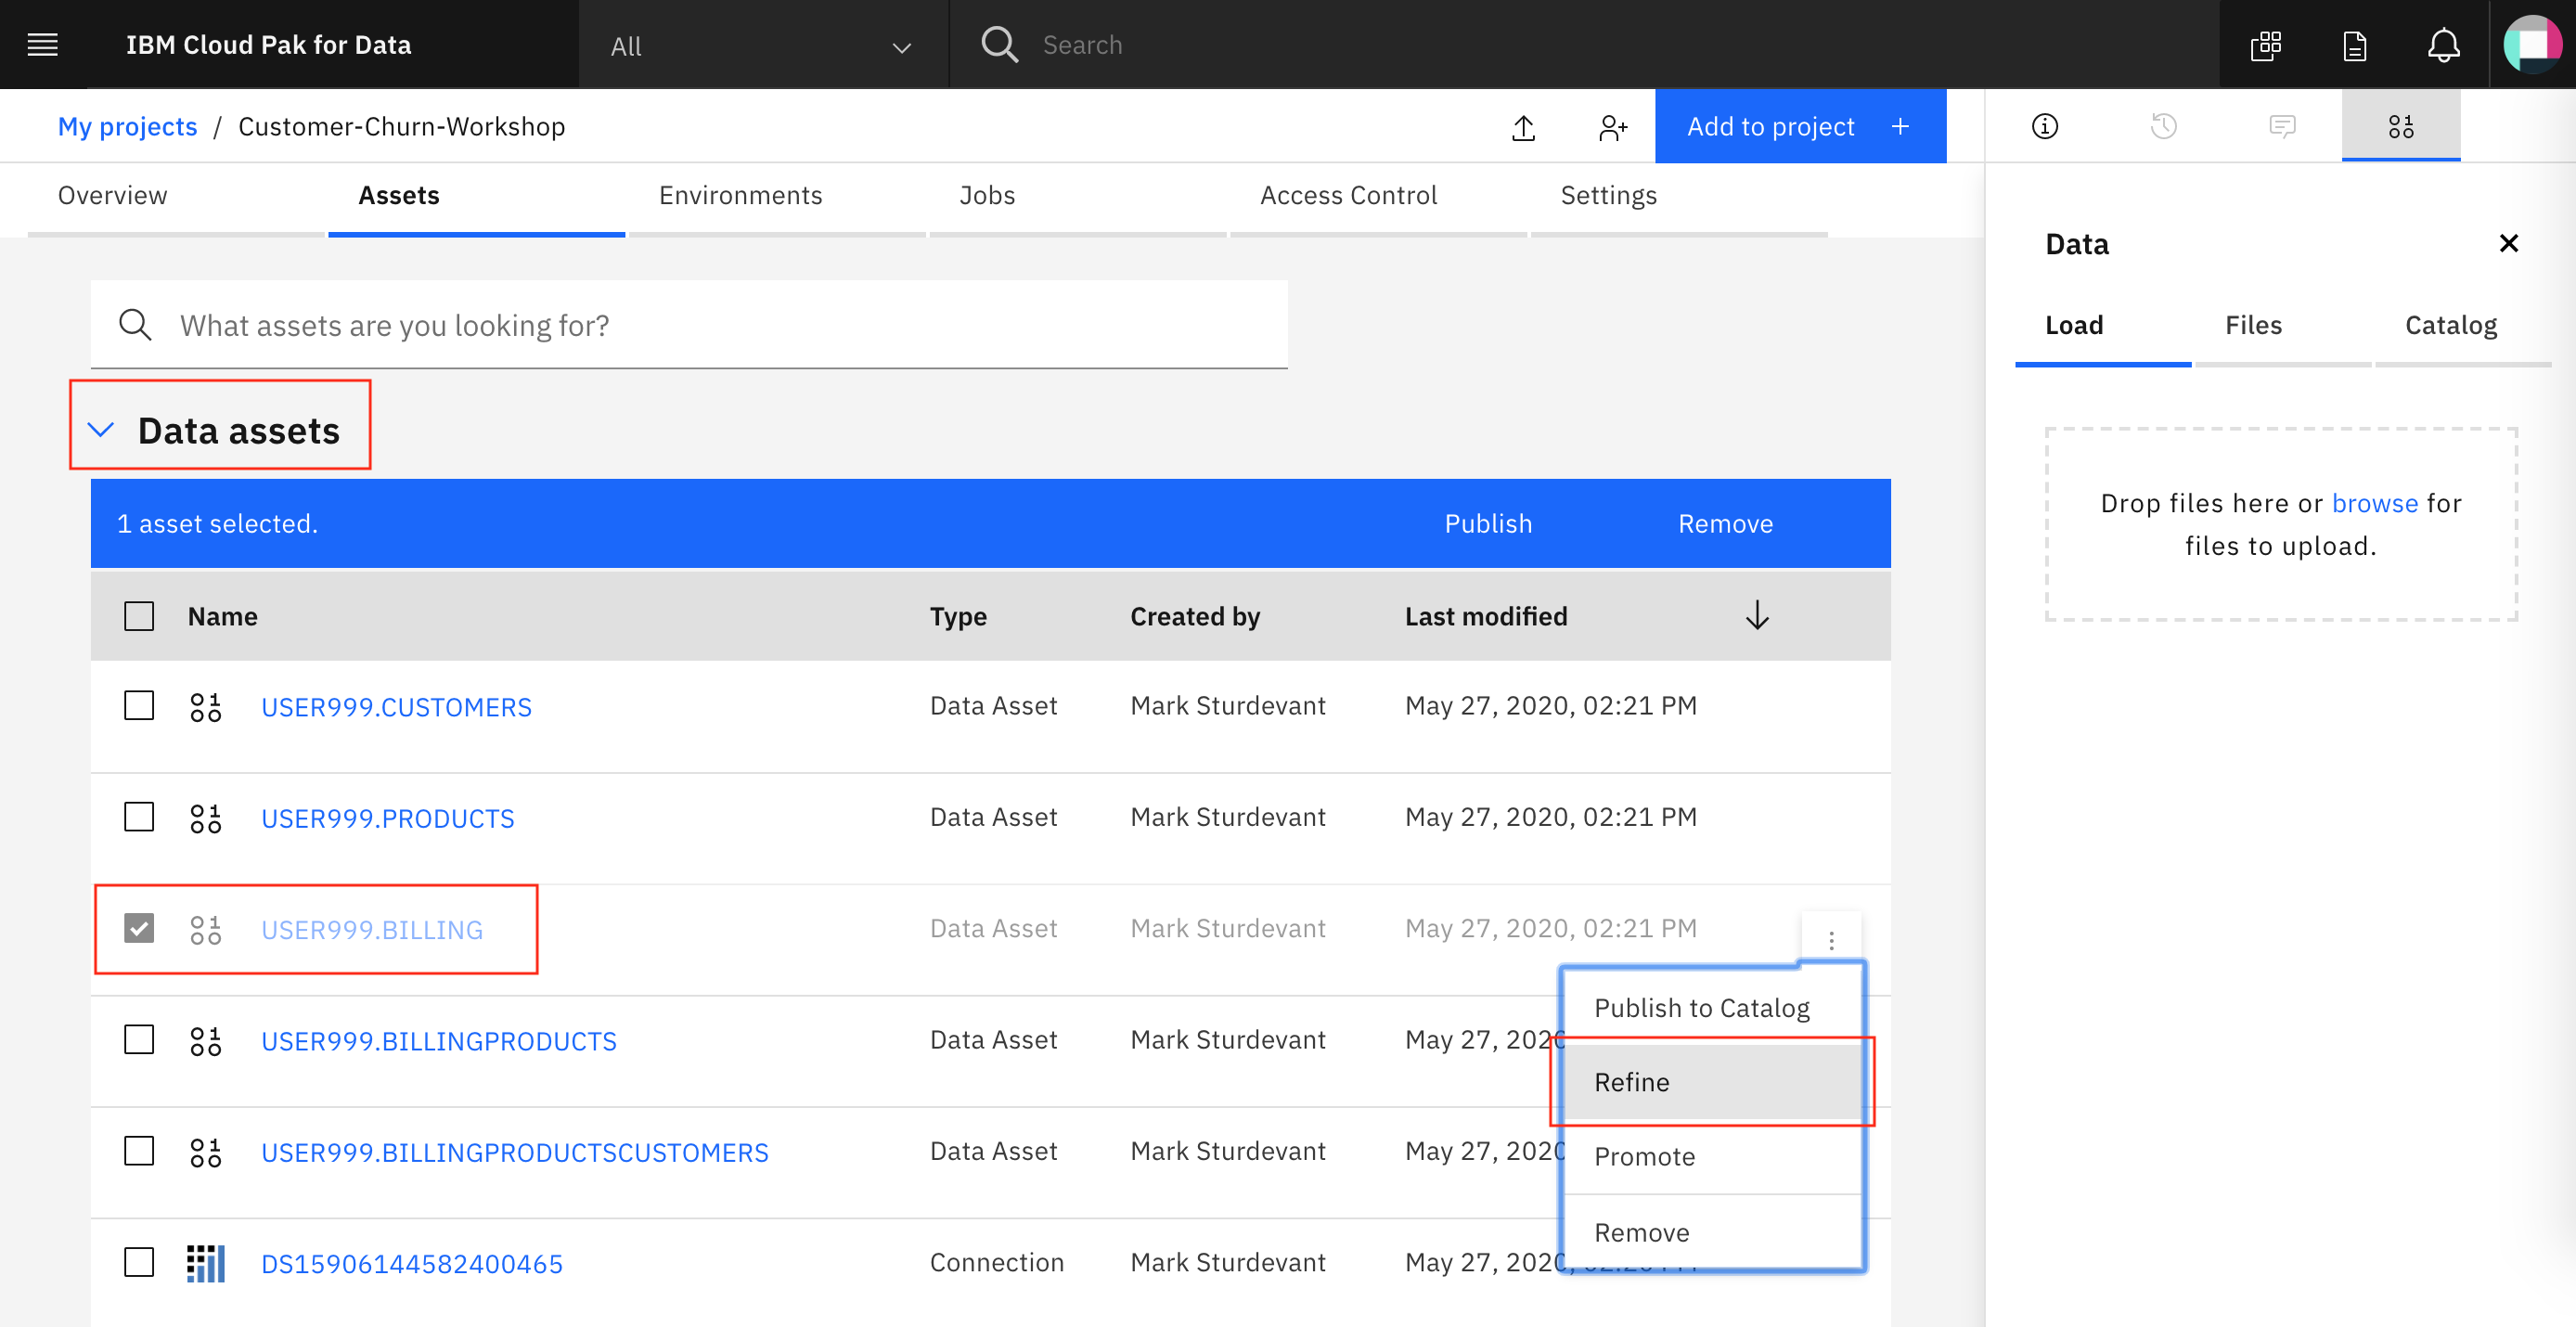 IBM Cloud Pak for Data
All
Search
My projects / Customer-Churn-Workshop
Add to project +
Overview
Assets
Environments
Jobs
Access Control
Settings
Data
Load
Files
Catalog
What assets are you looking for?
Data assets
Drop files here or browse for
files to upload.
1 asset selected.
Publish
Remove
Name Type Created by Last modified
USER999.CUSTOMERS Data Asset Mark Sturdevant May 27, 2020, 02:21 PM
USER999.PRODUCTS Data Asset Mark Sturdevant May 27, 2020, 02:21 PM
USER999.BILLING Data Asset Mark Sturdevant May 27, 2020, 02:21 PM
USER999.BILLINGPRODUCTS Data Asset Mark Sturdevant May 27, 2020
USER999.BILLINGPRODUCTSCUSTOMERS Data Asset Mark Sturdevant May 27, 2020
DS15906144582400465 Connection Mark Sturdevant May 27, 2020,
Publish to Catalog
Refine
Promote
Remove